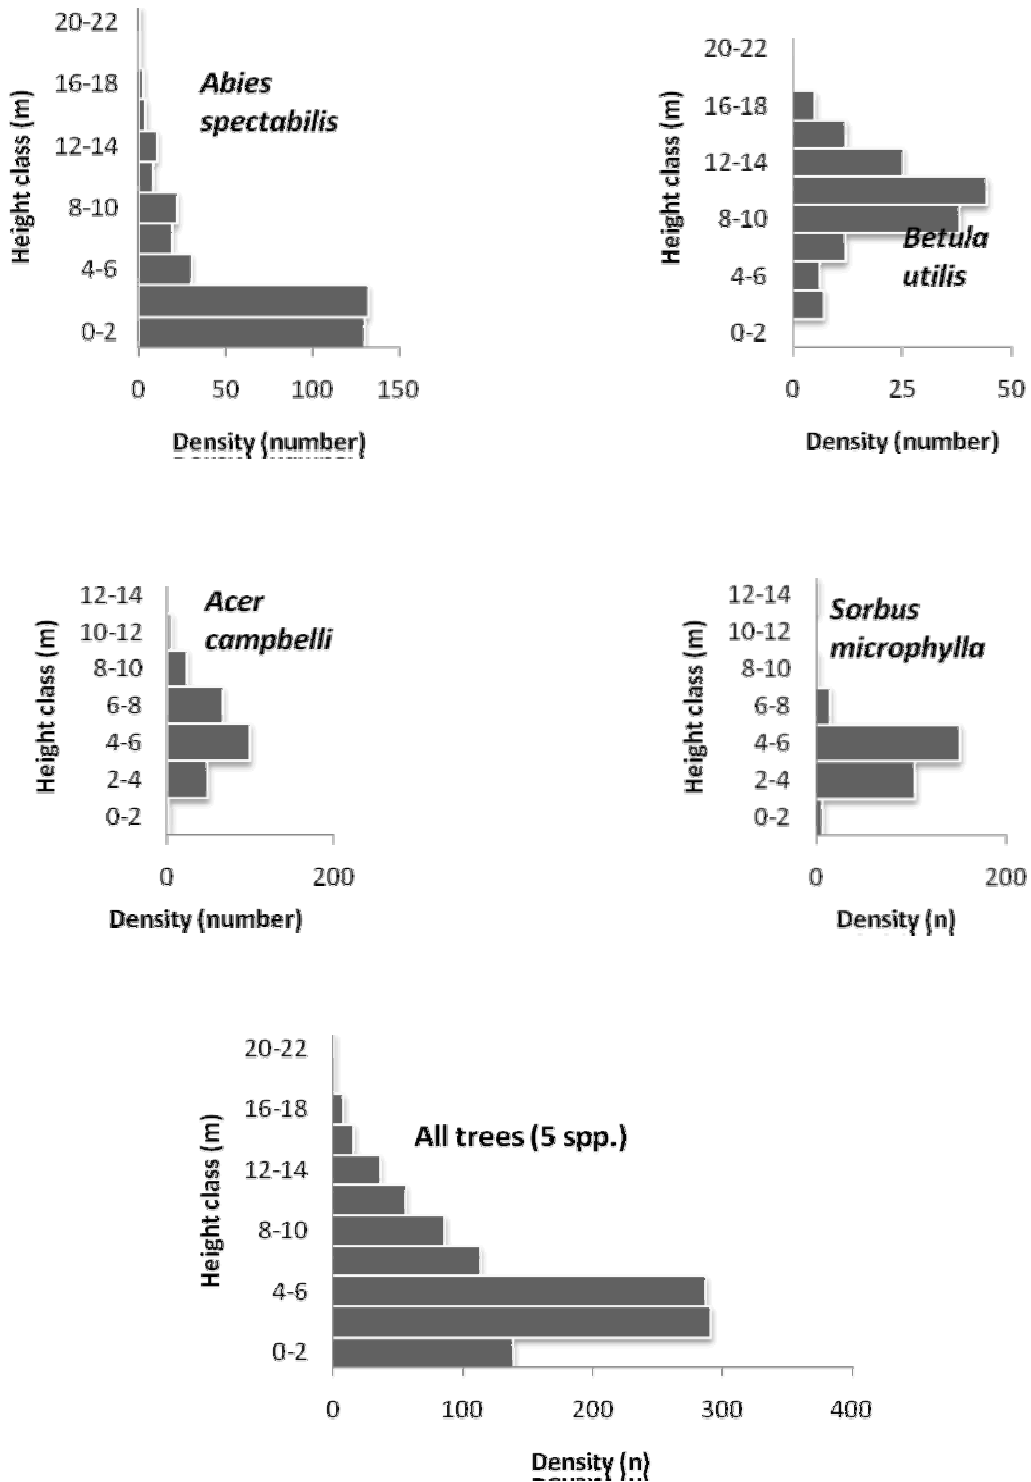 20-22
16-18
12-14
8-10
4-6
0-2
Height class (m)
Abies
spectabilis
0 50 100 150
Density (number)
20-22
16-18
12-14
8-10
4-6
0-2
Height class (m)
Betula
utilis
0 25 50
Density (number)
12-14
10-12
8-10
6-8
4-6
2-4
0-2
Height class (m)
Acer
campbelli
0 200
Density (number)
12-14
10-12
8-10
6-8
4-6
2-4
0-2
Height class (m)
Sorbus
microphylla
0 200
Density (n)
20-22
16-18
12-14
8-10
4-6
0-2
Height class (m)
All trees (5 spp.)
0 100 200 300 400
Density (n)